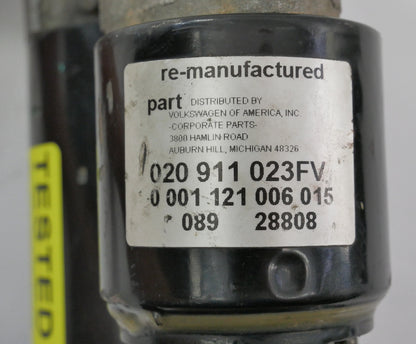 re-manufactured
part DISTRIBUTED BY
VOLKSWAGEN OF AMERICA, INC.
-CORPORATE PARTS-
3800 HAMLIN ROAD
AUBURN HILL, MICHIGAN 48326
020 911 023FV
0 001 121 006 015
089 28808
TESTED